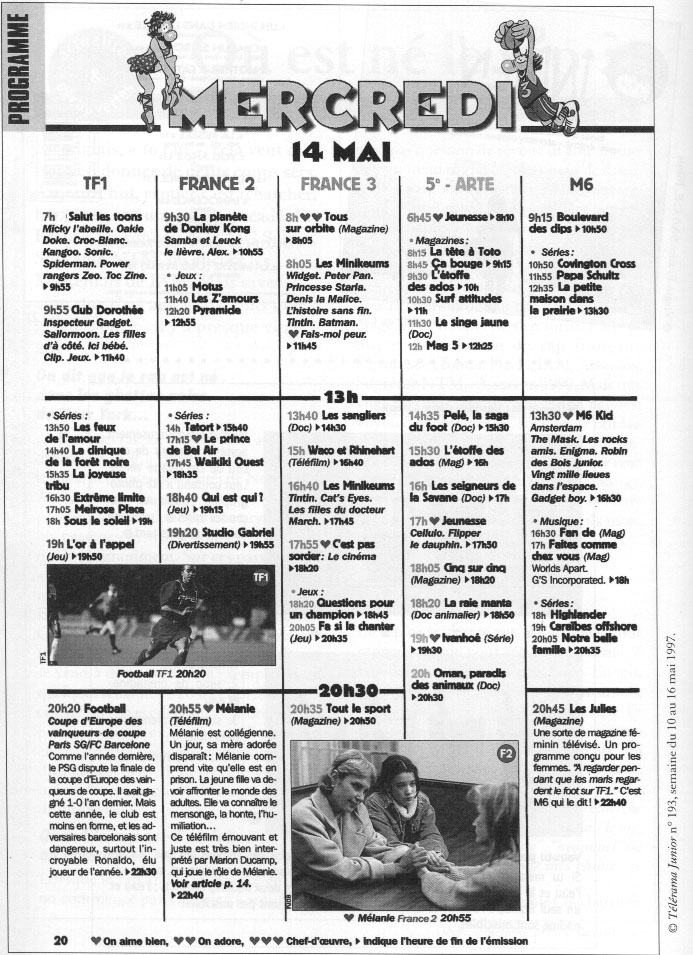 PROGRAMME
MERCREDI
14 MAI
TF1
7h Salut les toons
Micky l'abeille. Oakie
Doke. Croc-Blanc.
Kangoo. Sonic.
Spiderman. Power
rangers Zeo. Toc Zine.
▶9h55
9h55 Club Dorothée
Inspecteur Gadget.
Sailormoon. Les filles
d'à côté. Ici bébé.
Clip. Jeux. ▶11h40
FRANCE 2
9h30 La planète
de Donkey Kong
Samba et Leuck
le lièvre. Alex. ▶10h55
• Jeux :
11h05 Motus
11h40 Les Z'amours
12h20 Pyramide
▶12h55
FRANCE 3
8h ♥♥ Tous
sur orbite (Magazine)
▶8h05
8h05 Les Minikeums
Widget. Peter Pan.
Princesse Starla.
Denis la Malice.
L'histoire sans fin.
Tintin. Batman.
♥ Fais-moi peur.
▶11h45
5e - ARTE
6h45 ♥ Jeunesse ▶8h10
• Magazines :
8h15 La tête à Toto
8h45 Ça bouge ▶9h15
9h30 L'étoffe
des ados ▶10h
10h30 Surf attitudes
▶11h
11h30 Le singe jaune
(Doc)
12h Mag 5 ▶12h25
M6
9h15 Boulevard
des clips ▶10h50
• Séries :
10h50 Covington Cross
11h55 Papa Schultz
12h35 La petite
maison dans
la prairie ▶13h30
13h
• Séries :
13h50 Les feux
de l'amour
14h40 La clinique
de la forêt noire
15h35 La joyeuse
tribu
16h30 Extrême limite
17h05 Melrose Place
18h Sous le soleil ▶19h
19h L'or à l'appel
(Jeu) ▶19h50
• Séries :
14h Tatort ▶15h40
17h15 ♥ Le prince
de Bel Air
17h45 Waikiki Ouest
▶18h35
18h40 Qui est qui ?
(Jeu) ▶19h15
19h20 Studio Gabriel
(Divertissement) ▶19h55
13h40 Les sangliers
(Doc) ▶14h30
15h Waco et Rhinehart
(Téléfilm) ▶16h40
16h40 Les Minikeums
Tintin. Cat's Eyes.
Les filles du docteur
March. ▶17h45
17h55 ♥ C'est pas
sorcier : Le cinéma
▶18h20
• Jeux :
18h20 Questions pour
un champion ▶18h45
20h05 Fa si la chanter
(Jeu) ▶20h35
14h35 Pelé, la saga
du foot (Doc) ▶15h30
15h30 L'étoffe des
ados (Mag) ▶16h
16h Les seigneurs de
la Savane (Doc) ▶17h
17h ♥ Jeunesse
Cellulo. Flipper
le dauphin. ▶17h50
18h05 Cinq sur cinq
(Magazine) ▶18h20
18h20 La raie manta
(Doc animalier) ▶18h50
19h ♥ Ivanhoé (Série)
▶19h30
20h Oman, paradis
des animaux (Doc)
▶20h30
13h30 ♥ M6 Kid
Amsterdam
The Mask. Les rocks
amis. Enigma. Robin
des Bois Junior.
Vingt mille lieues
dans l'espace.
Gadget boy. ▶16h30
• Musique :
16h30 Fan de (Mag)
17h Faites comme
chez vous (Mag)
Worlds Apart.
G'S Incorporated. ▶18h
• Séries :
18h Highlander
19h Caraïbes offshore
20h05 Notre belle
famille ▶20h35
TF1
TF1
Football TF1 20h20
20h30
20h20 Football
Coupe d'Europe des
vainqueurs de coupe
Paris SG/FC Barcelone
Comme l'année dernière,
le PSG dispute la finale de
la coupe d'Europe des vain-
queurs de coupe. Il avait ga-
gné 1-0 l'an dernier. Mais
cette année, le club est
moins en forme, et les ad-
versaires barcelonais sont
dangereux, surtout l'in-
croyable Ronaldo, élu
joueur de l'année. ▶22h30
20h55 ♥ Mélanie
(Téléfilm)
Mélanie est collégienne.
Un jour, sa mère adorée
disparaît : Mélanie com-
prend vite qu'elle est en
prison. La jeune fille va de-
voir affronter le monde des
adultes. Elle va connaître le
mensonge, la honte, l'hu-
miliation...
Ce téléfilm émouvant et
juste est très bien inter-
prété par Marion Ducamp,
qui joue le rôle de Mélanie.
Voir article p. 14.
▶22h40
20h35 Tout le sport
(Magazine) ▶20h50
F2
♥ Mélanie France 2 20h55
20h45 Les Julies
(Magazine)
Une sorte de magazine fé-
minin télévisé. Un pro-
gramme conçu pour les
femmes. "A regarder pen-
dant que les maris regar-
dent le foot sur TF1." C'est
M6 qui le dit ! ▶22h40
20 ♥ On aime bien, ♥♥ On adore, ♥♥♥ Chef-d'œuvre, ▶ Indique l'heure de fin de l'émission
© Télérama Junior n° 193, semaine du 10 au 16 mai 1997.